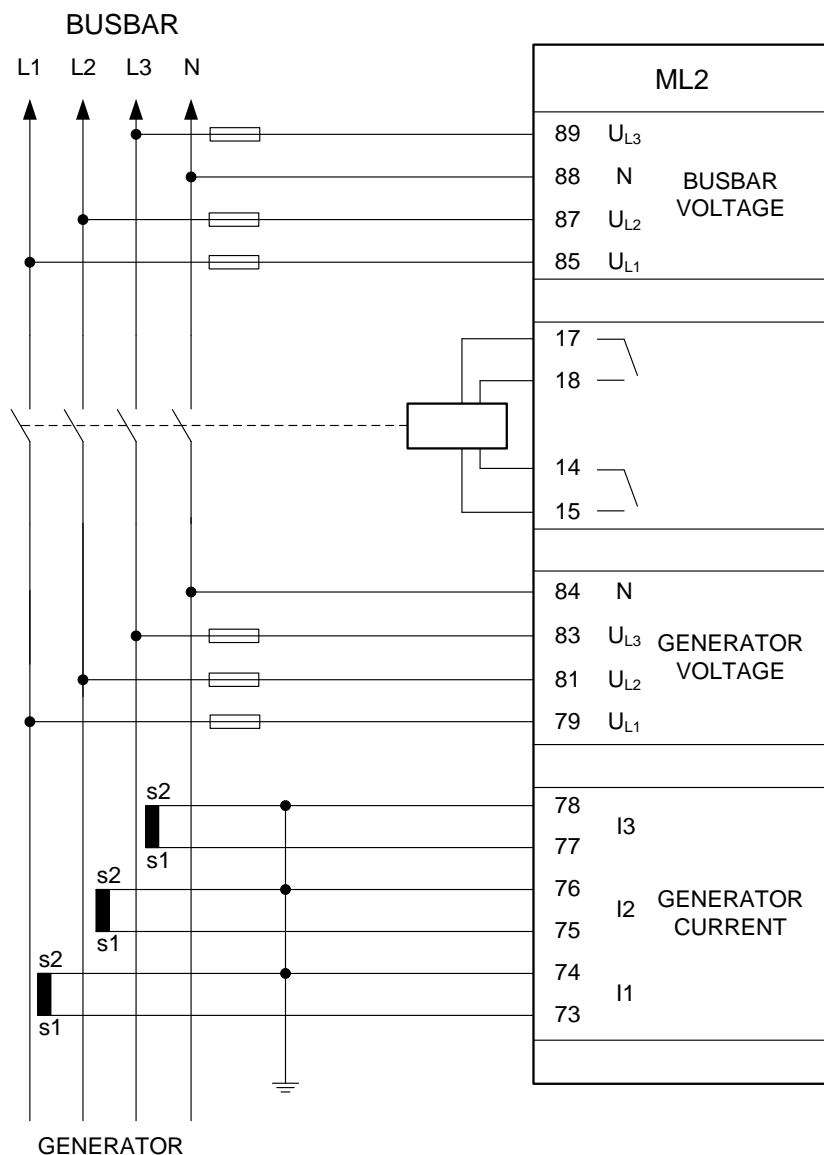 BUSBAR
L1 L2 L3 N
ML2
89 UL3
88 N
87 UL2
85 UL1
BUSBAR
VOLTAGE
17
18
14
15
84 N
83 UL3
81 UL2
79 UL1
GENERATOR
VOLTAGE
s2
s1
s2
s1
s2
s1
78
77
I3
76
75
I2
74
73
I1
GENERATOR
CURRENT
GENERATOR